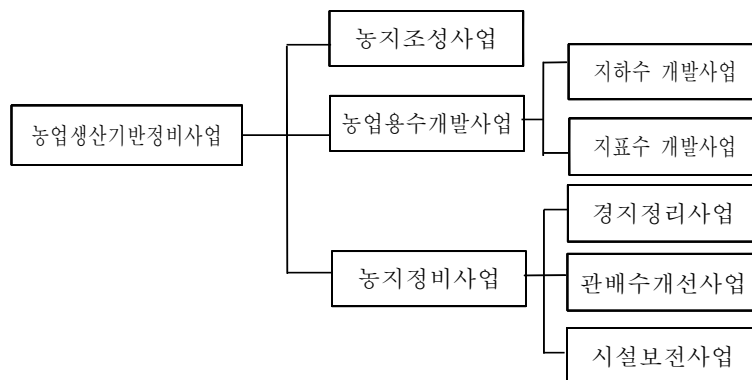 농지조성사업
지하수 개발사업
농업생산기반정비사업
농업용수개발사업
지표수 개발사업
경지정리사업
농지정비사업
관배수개선사업
시설보전사업